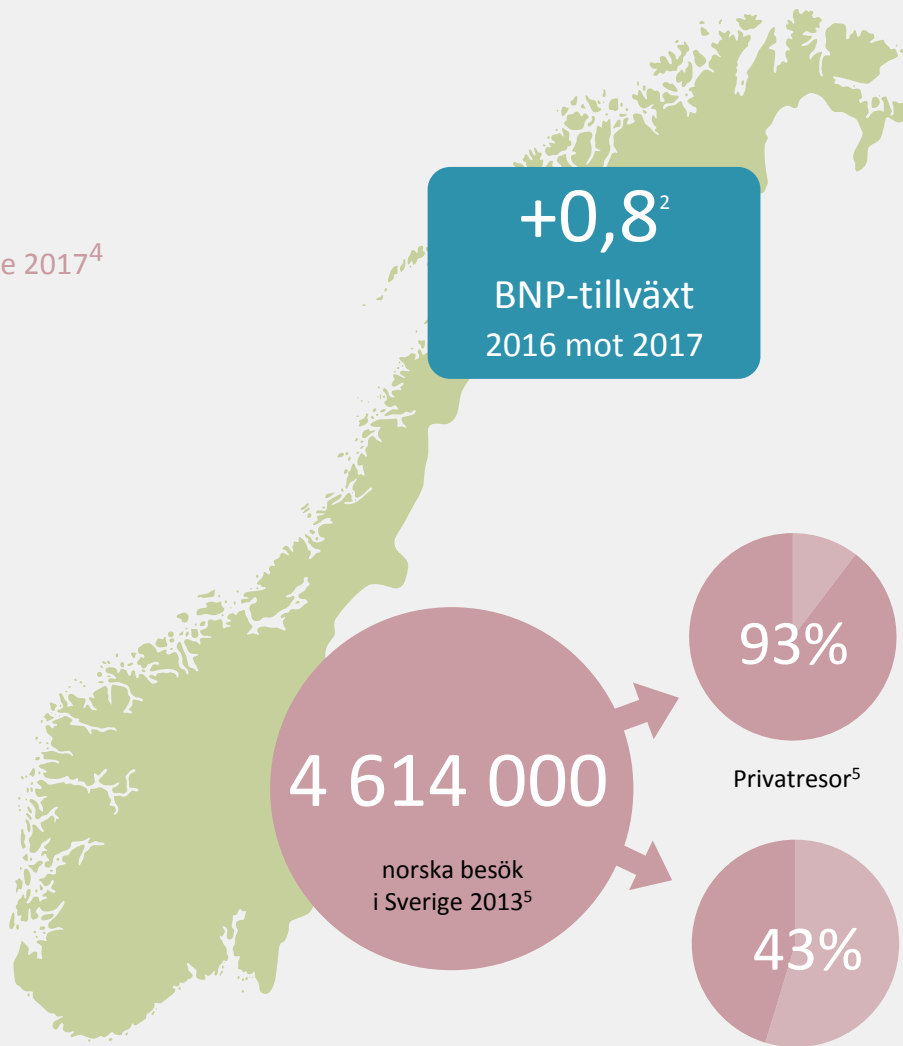 +0,8²
BNP-tillväxt
2016 mot 2017
e 2017⁴
93%
Privatresor⁵
4 614 000
norska besök
i Sverige 2013⁵
43%